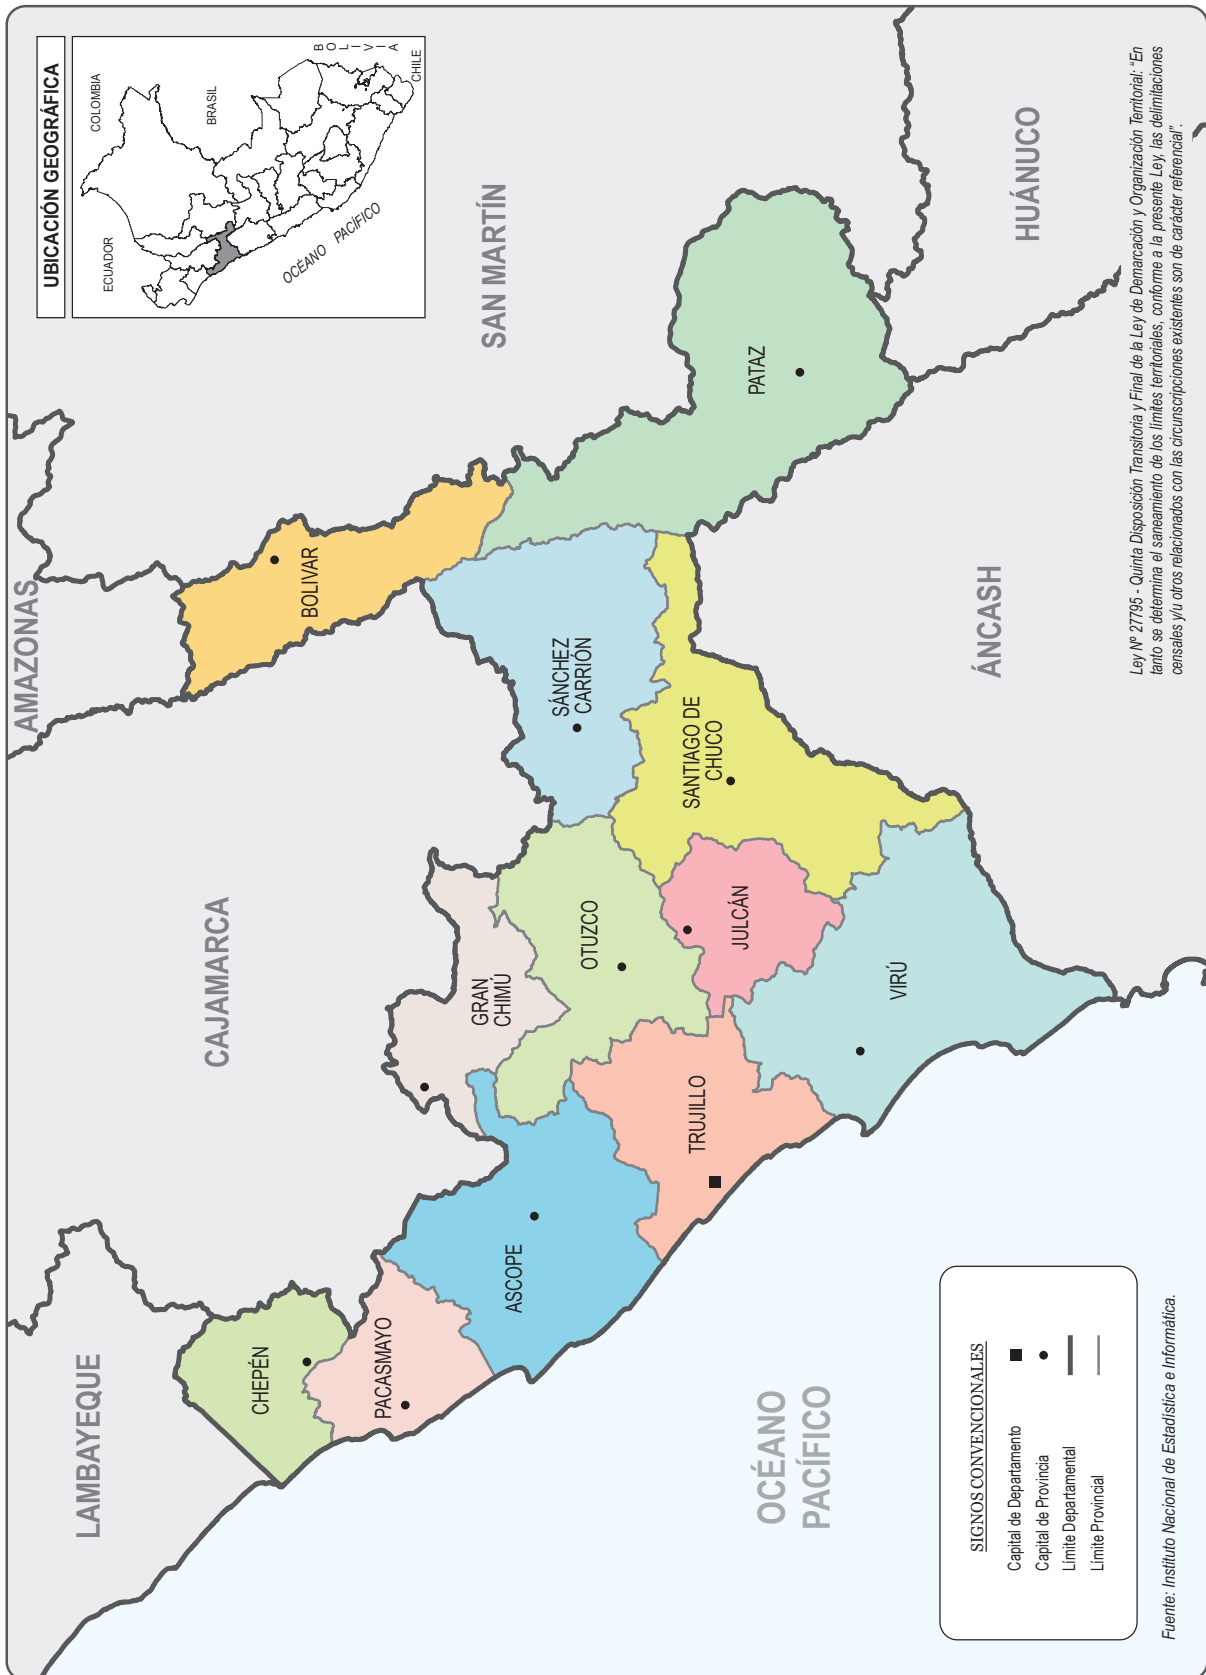 UBICACIÓN GEOGRÁFICA
ECUADOR
COLOMBIA
BRASIL
BOLIVIA
CHILE
OCÉANO PACÍFICO
LAMBAYEQUE
CAJAMARCA
AMAZONAS
SAN MARTÍN
HUÁNUCO
ÁNCASH
OCÉANO
PACÍFICO
CHEPÉN
PACASMAYO
ASCOPE
GRAN
CHIMÚ
OTUZCO
TRUJILLO
JULCÁN
VIRÚ
SÁNCHEZ
CARRIÓN
SANTIAGO DE
CHUCO
BOLIVAR
PATAZ
SIGNOS CONVENCIONALES
Capital de Departamento
Capital de Provincia
Límite Departamental
Límite Provincial
Fuente: Instituto Nacional de Estadística e Informática.
Ley Nº 27795 - Quinta Disposición Transitoria y Final de la Ley de Demarcación y Organización Territorial: “En
tanto se determina el saneamiento de los límites territoriales, conforme a la presente Ley, las delimitaciones
censales y/u otros relacionados con las circunscripciones existentes son de carácter referencial”.